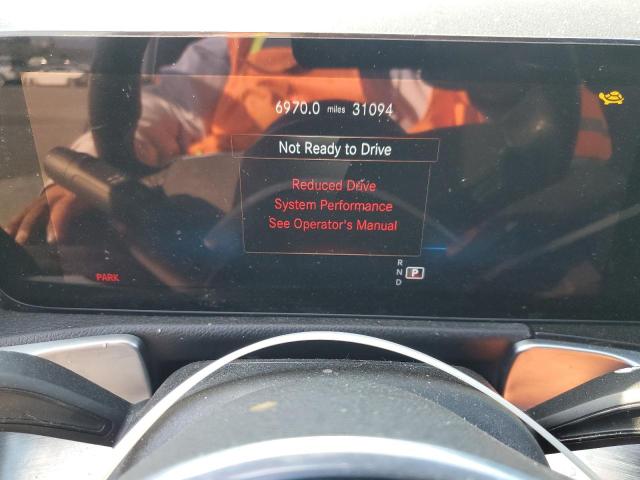 6970.0 miles 31094
Not Ready to Drive
Reduced Drive
System Performance
See Operator's Manual
R
N P
D
PARK